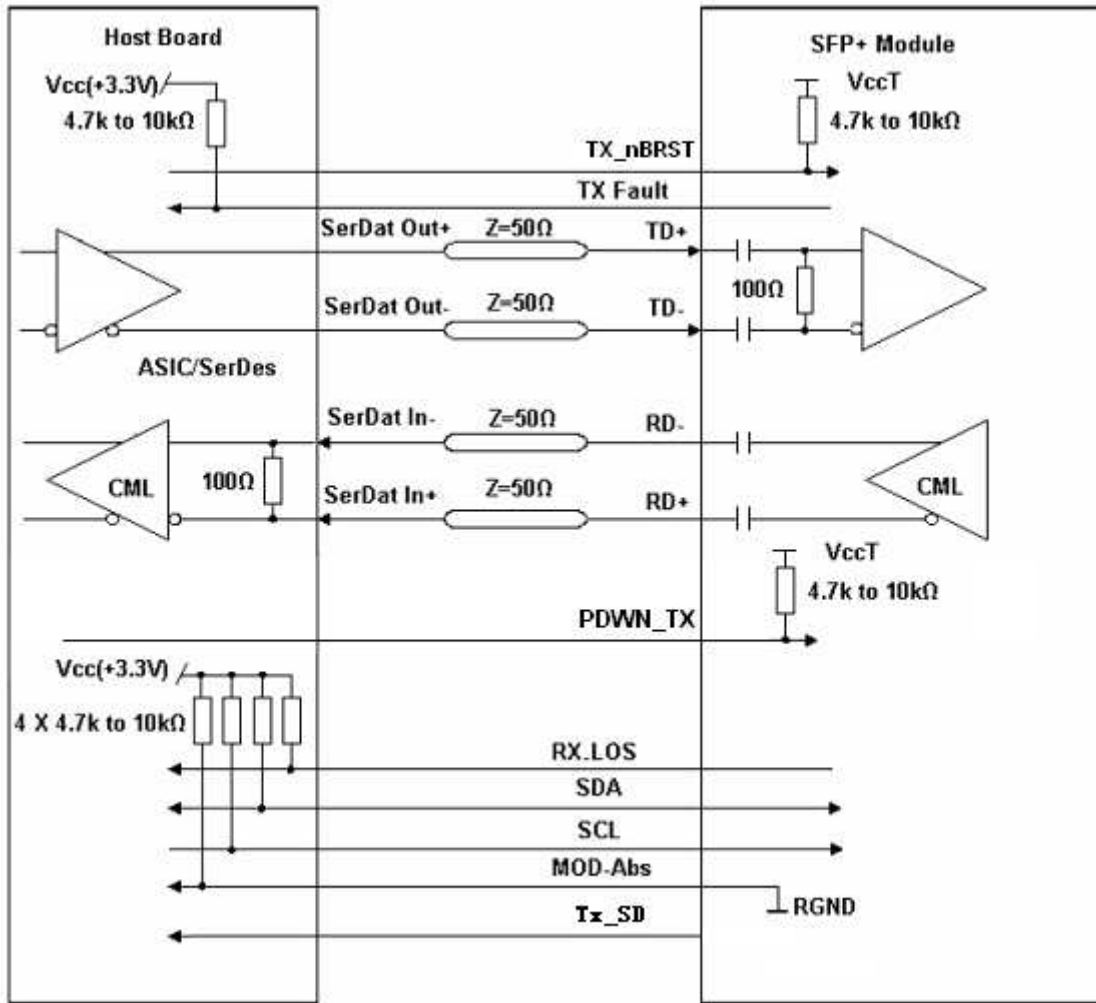 Host Board
SFP+ Module
Vcc(+3.3V)
4.7k to 10kΩ
VccT
4.7k to 10kΩ
TX_nBRST
TX Fault
SerDat Out+
Z=50Ω
TD+
100Ω
SerDat Out-
Z=50Ω
TD-
ASIC/SerDes
SerDat In-
Z=50Ω
RD-
CML
100Ω
CML
SerDat In+
Z=50Ω
RD+
VccT
4.7k to 10kΩ
PDWN_TX
Vcc(+3.3V)
4 X 4.7k to 10kΩ
RX.LOS
SDA
SCL
MOD-Abs
RGND
Tx_SD